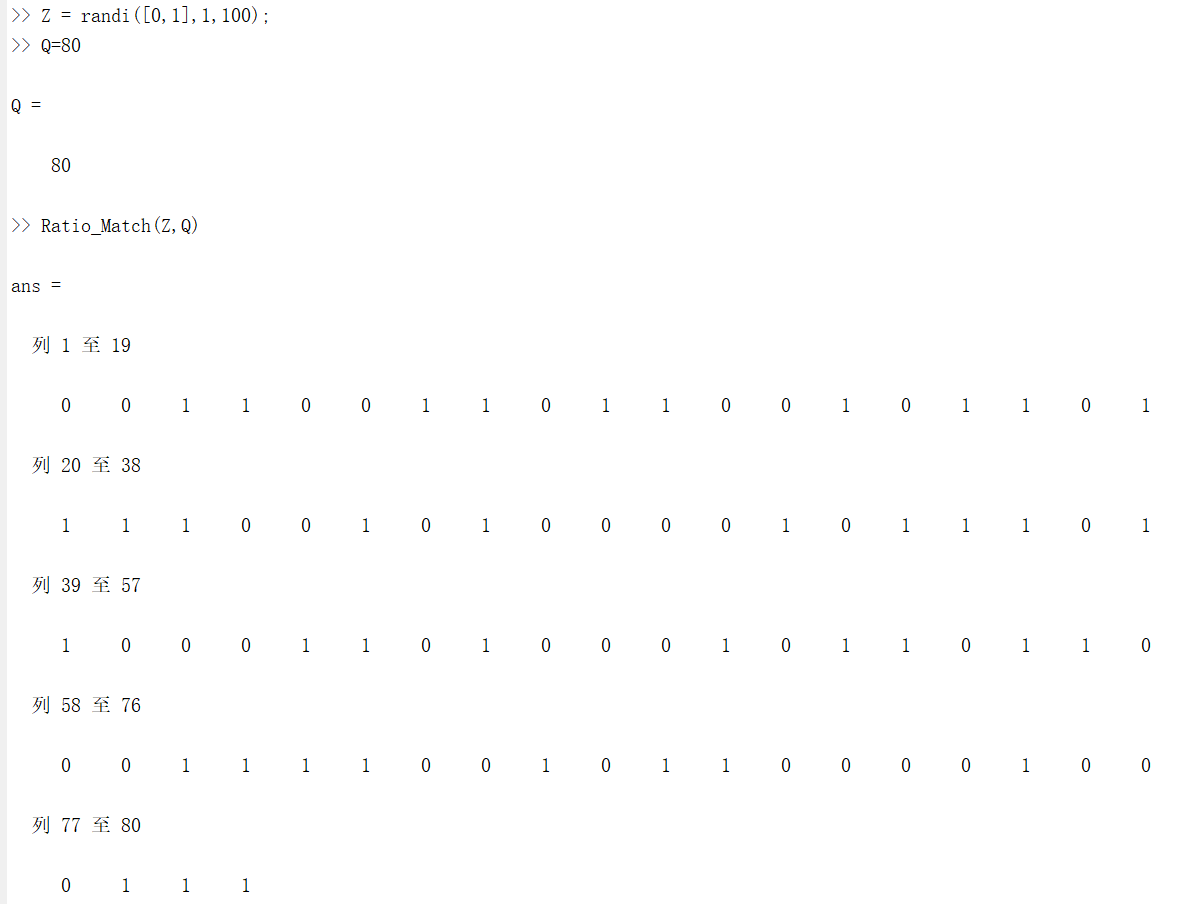 >> Z = randi([0,1],1,100);
>> Q=80
Q =
80
>> Ratio_Match(Z,Q)
ans =
列 1 至 19
0 0 1 1 0 0 1 1 0 1 1 0 0 1 0 1 1 0 1
列 20 至 38
1 1 1 0 0 1 0 1 0 0 0 0 1 0 1 1 1 0 1
列 39 至 57
1 0 0 0 1 1 0 1 0 0 0 1 0 1 1 0 1 1 0
列 58 至 76
0 0 1 1 1 1 0 0 1 0 1 1 0 0 0 0 1 0 0
列 77 至 80
0 1 1 1